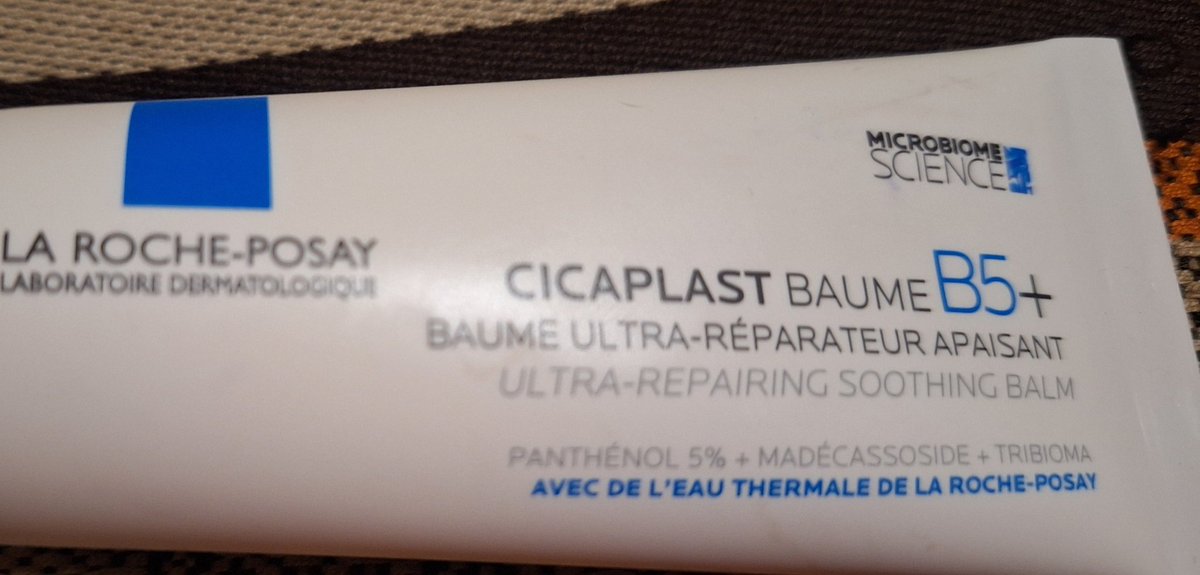 LA ROCHE-POSAY
LABORATOIRE DERMATOLOGIQUE
MICROBIOME
SCIENCE
CICAPLAST BAUME B5+
BAUME ULTRA-RÉPARATEUR APAISANT
ULTRA-REPAIRING SOOTHING BALM
PANTHÉNOL 5% + MADÉCASSOSIDE + TRIBIOMA
AVEC DE L'EAU THERMALE DE LA ROCHE-POSAY